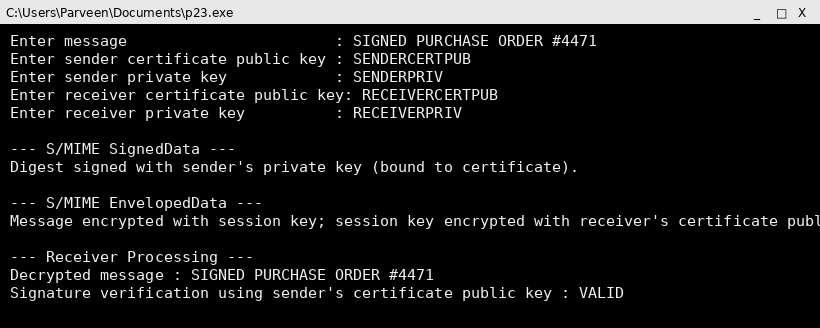 C:\Users\Parveen\Documents\p23.exe
Enter message : SIGNED PURCHASE ORDER #4471
Enter sender certificate public key : SENDERCERTPUB
Enter sender private key : SENDERPRIV
Enter receiver certificate public key: RECEIVERCERTPUB
Enter receiver private key : RECEIVERPRIV
--- S/MIME SignedData ---
Digest signed with sender's private key (bound to certificate).
--- S/MIME EnvelopedData ---
Message encrypted with session key; session key encrypted with receiver's certificate publ
--- Receiver Processing ---
Decrypted message : SIGNED PURCHASE ORDER #4471
Signature verification using sender's certificate public key : VALID